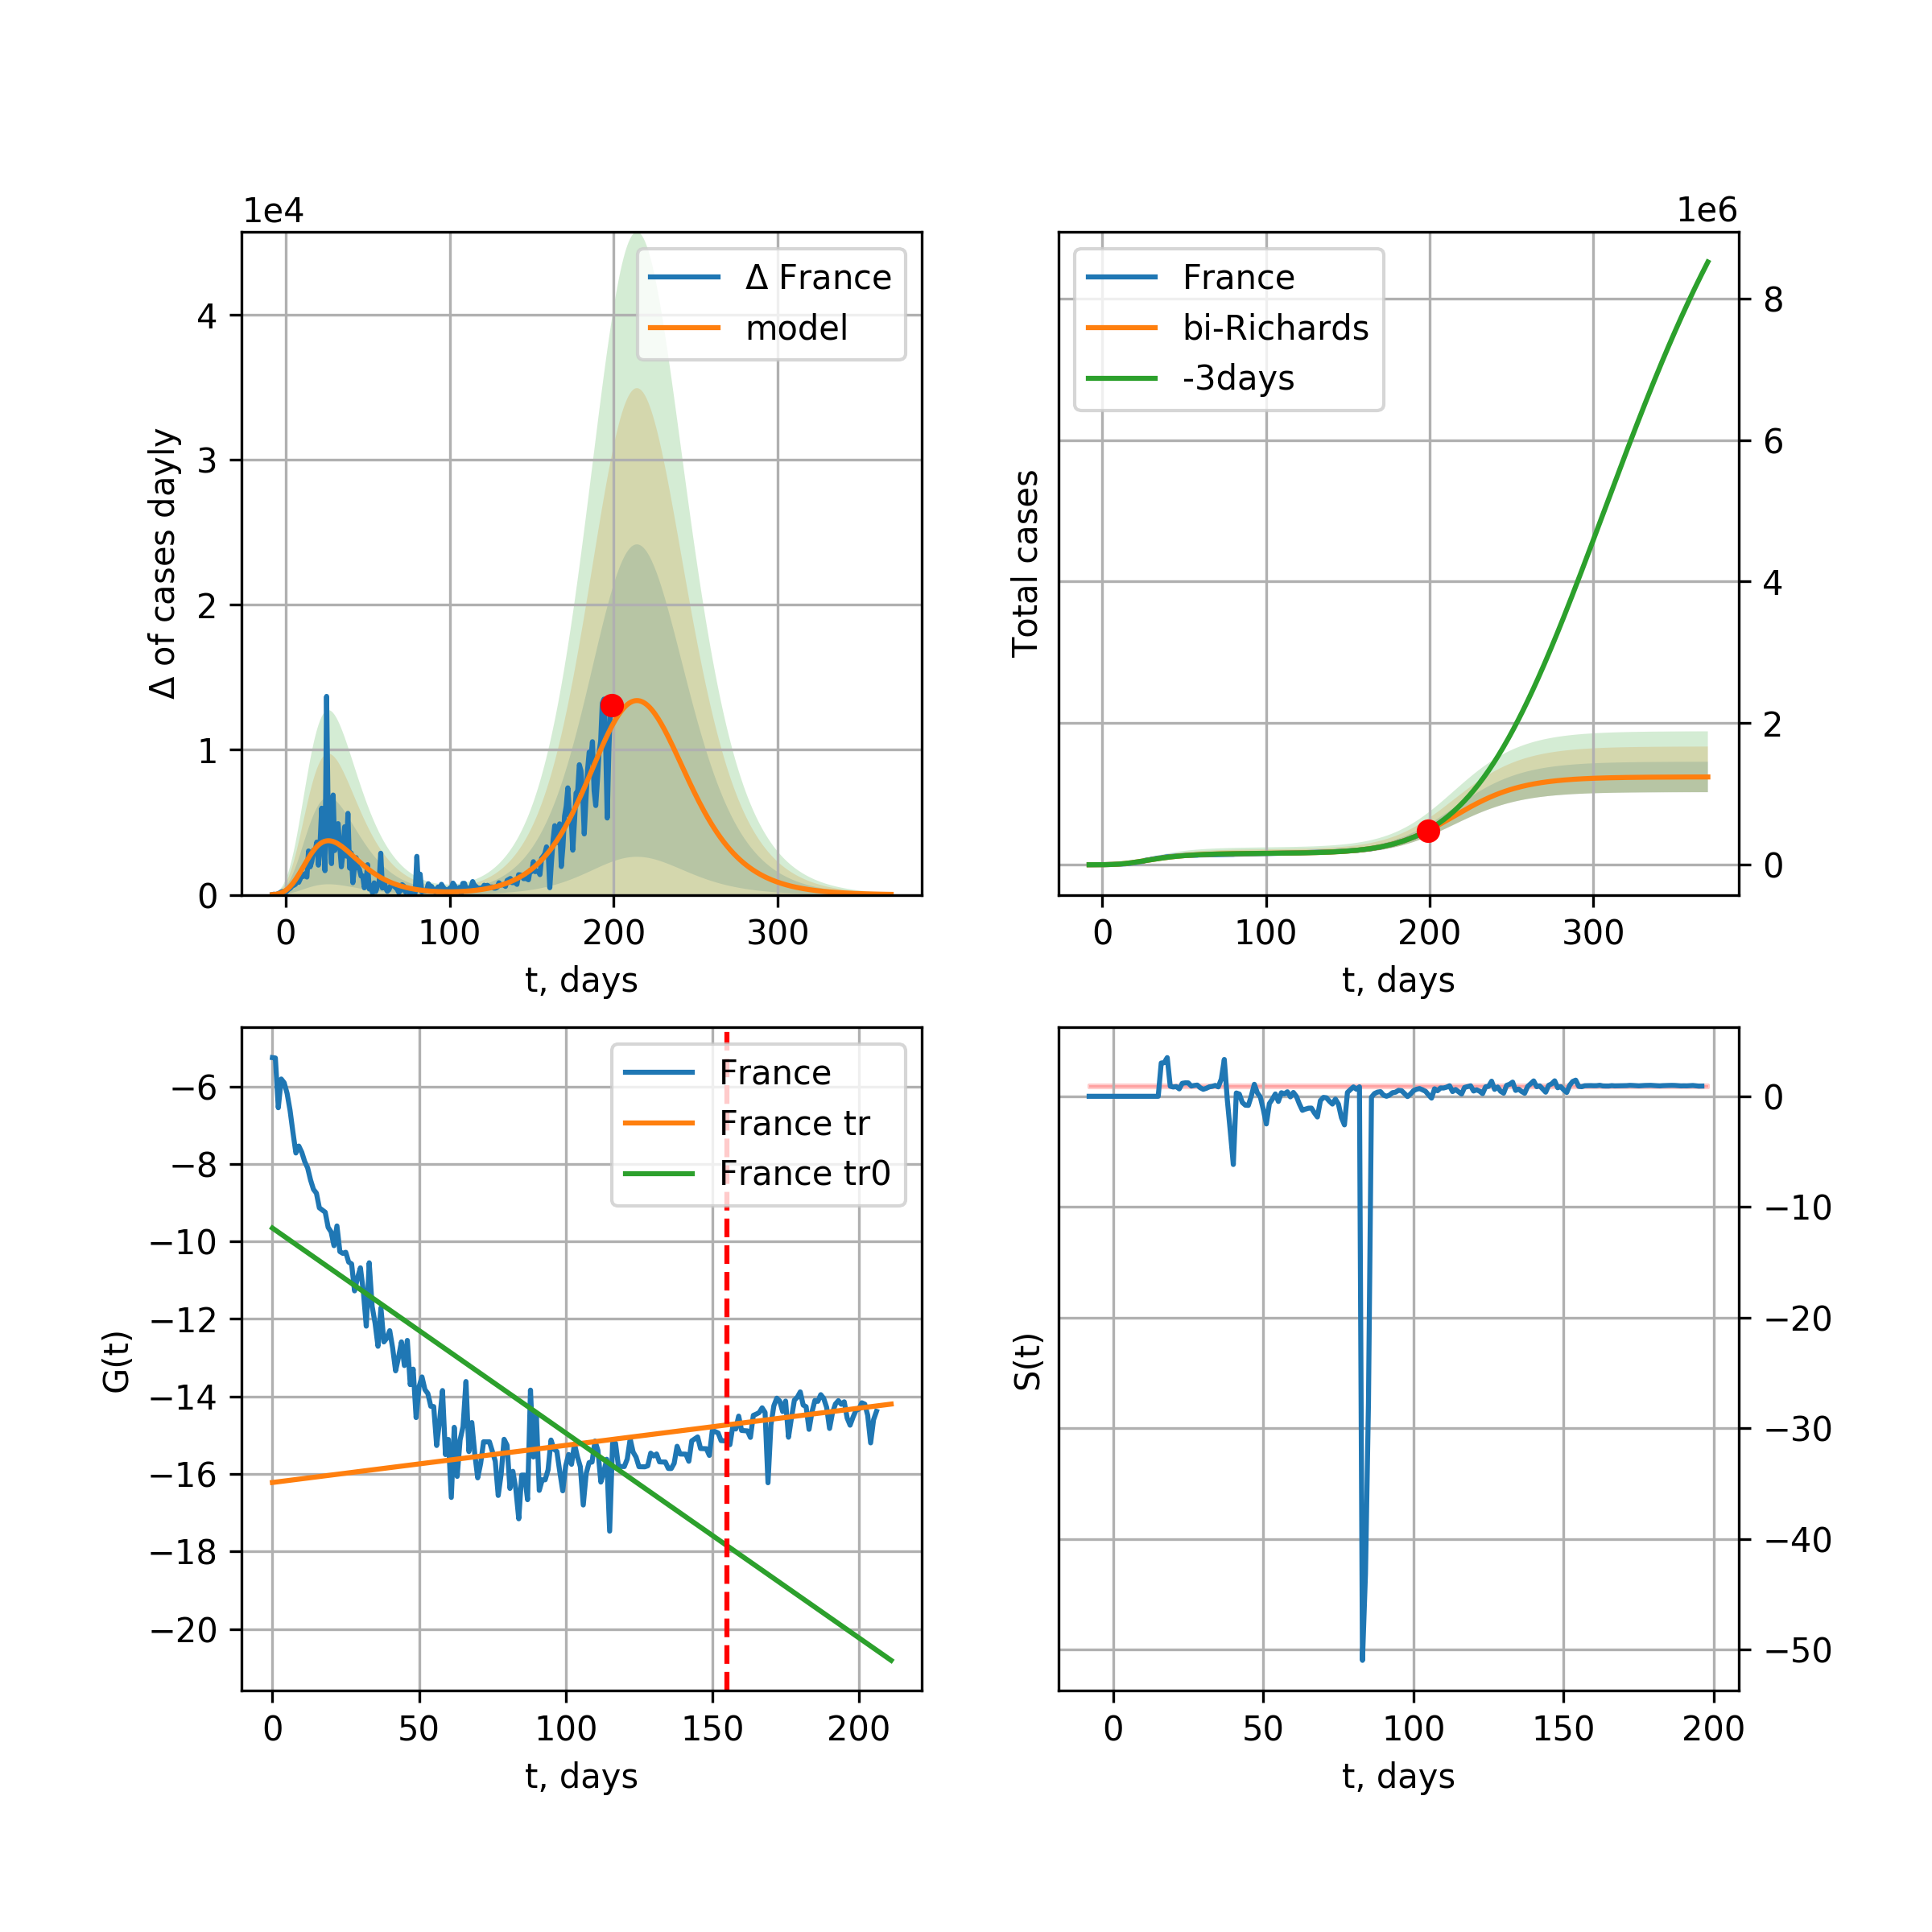 1e4
Δ France
model
Δ of cases dayly
4
3
2
1
0
0 100 200 300
t, days
1e6
France
bi-Richards
-3days
Total cases
8
6
4
2
0
0 100 200 300
t, days
France
France tr
France tr0
G(t)
−6
−8
−10
−12
−14
−16
−18
−20
0 50 100 150 200
t, days
S(t)
0
−10
−20
−30
−40
−50
0 50 100 150 200
t, days